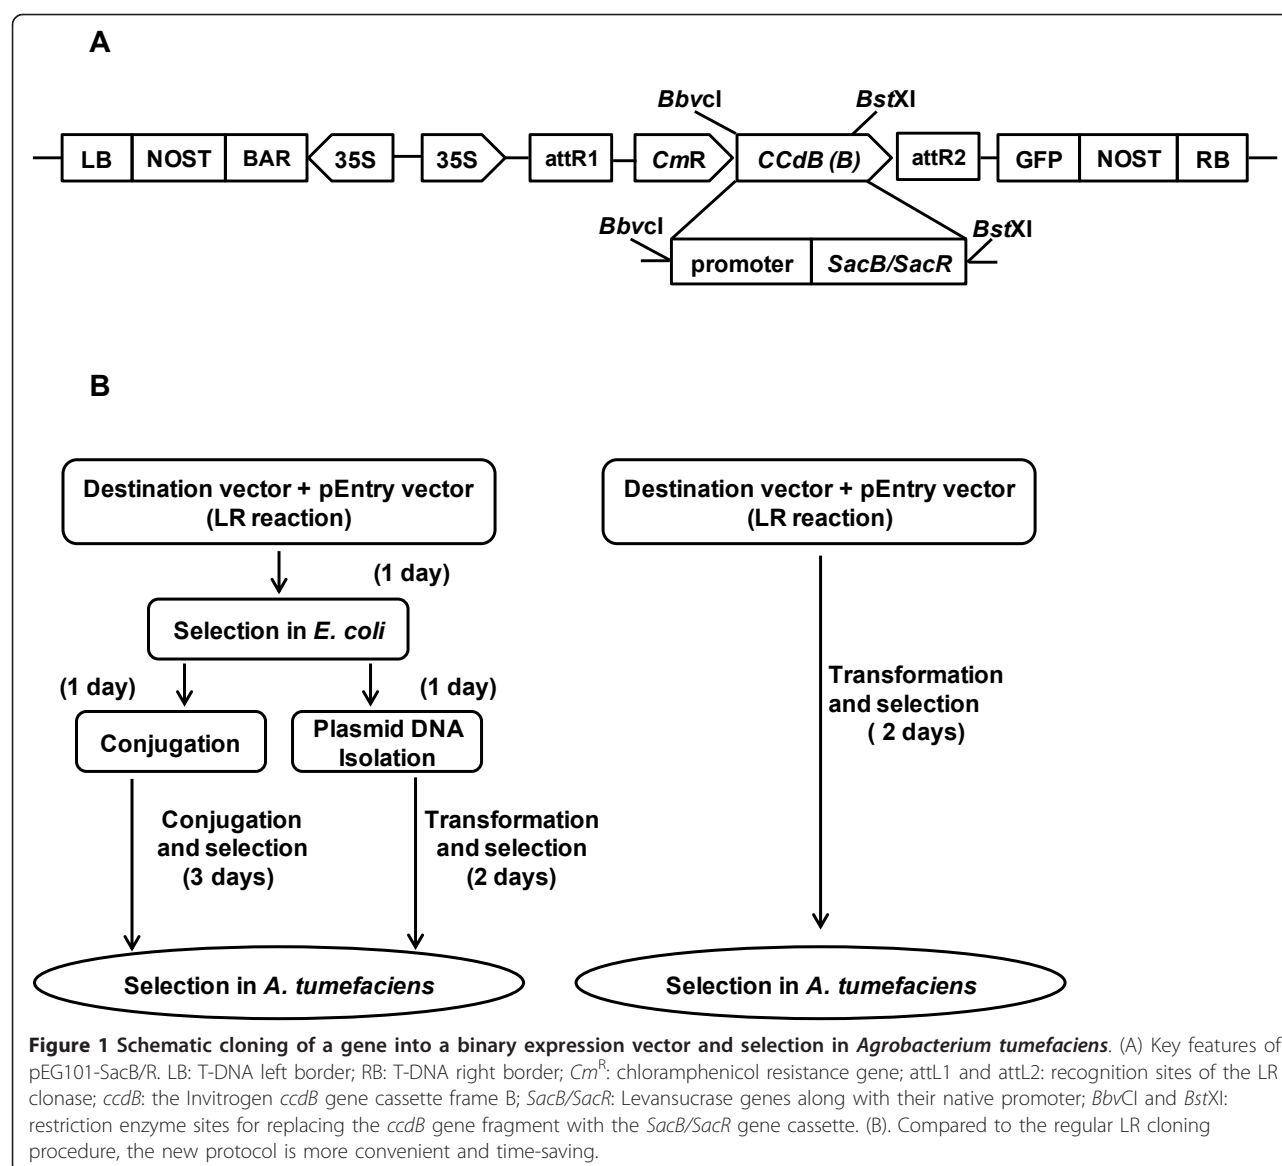 A
BbvcI BstXI
LB NOST BAR 35S 35S attR1 CmR CCdB (B) attR2 GFP NOST RB
BbvcI BstXI
promoter SacB/SacR
B
Destination vector + pEntry vector
(LR reaction)
(1 day)
Selection in E. coli
(1 day) (1 day)
Conjugation
Plasmid DNA
Isolation
Conjugation
and selection
(3 days)
Transformation
and selection
(2 days)
Selection in A. tumefaciens
Destination vector + pEntry vector
(LR reaction)
Transformation
and selection
( 2 days)
Selection in A. tumefaciens
Figure 1 Schematic cloning of a gene into a binary expression vector and selection in Agrobacterium tumefaciens. (A) Key features of
pEG101-SacB/R. LB: T-DNA left border; RB: T-DNA right border; Cm^R: chloramphenicol resistance gene; attL1 and attL2: recognition sites of the LR
clonase; ccdB: the Invitrogen ccdB gene cassette frame B; SacB/SacR: Levansucrase genes along with their native promoter; BbvCI and BstXI:
restriction enzyme sites for replacing the ccdB gene fragment with the SacB/SacR gene cassette. (B). Compared to the regular LR cloning
procedure, the new protocol is more convenient and time-saving.